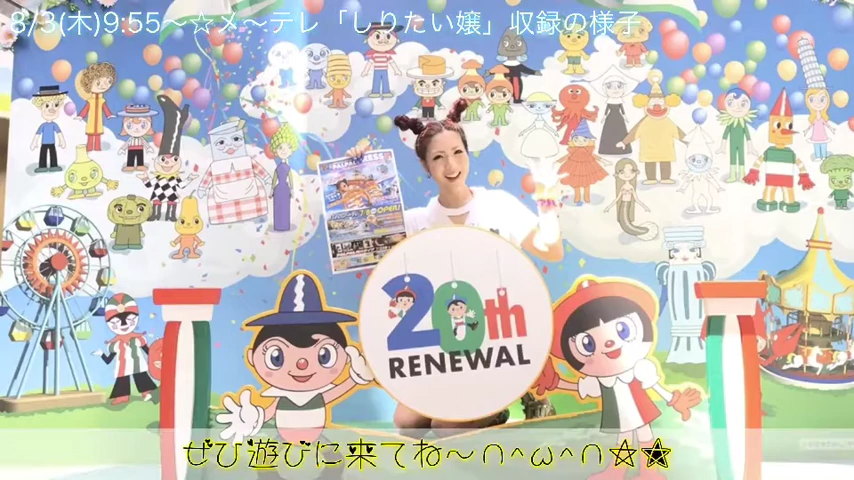 8/3(木)9:55〜☆メ〜テレ「しりたい嬢」収録の様子
20th
RENEWAL
ぜひ遊びに来てね〜∩^ω^∩☆★